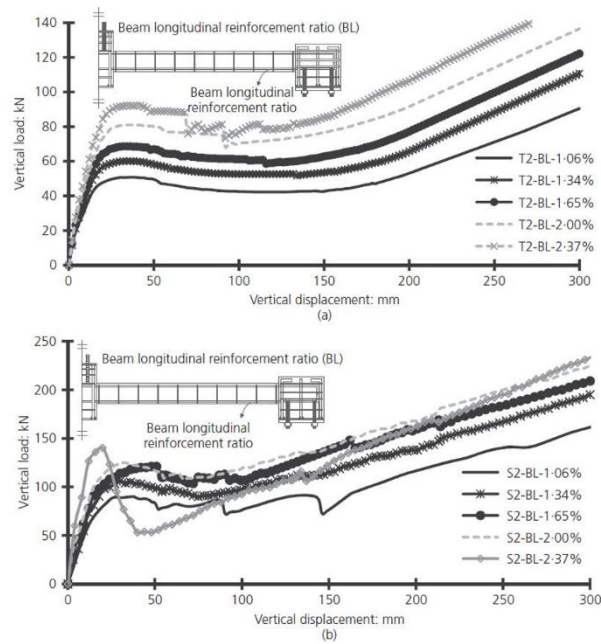 140
120
100
80
60
40
20
0
Vertical load: kN
Beam longitudinal reinforcement ratio (BL)
Beam longitudinal
reinforcement ratio
T2-BL-1·06%
T2-BL-1·34%
T2-BL-1·65%
T2-BL-2·00%
T2-BL-2·37%
0 50 100 150 200 250 300
Vertical displacement: mm
(a)
250
200
150
100
50
0
Vertical load: kN
Beam longitudinal reinforcement ratio (BL)
Beam longitudinal
reinforcement ratio
S2-BL-1·06%
S2-BL-1·34%
S2-BL-1·65%
S2-BL-2·00%
S2-BL-2·37%
0 50 100 150 200 250 300
Vertical displacement: mm
(b)